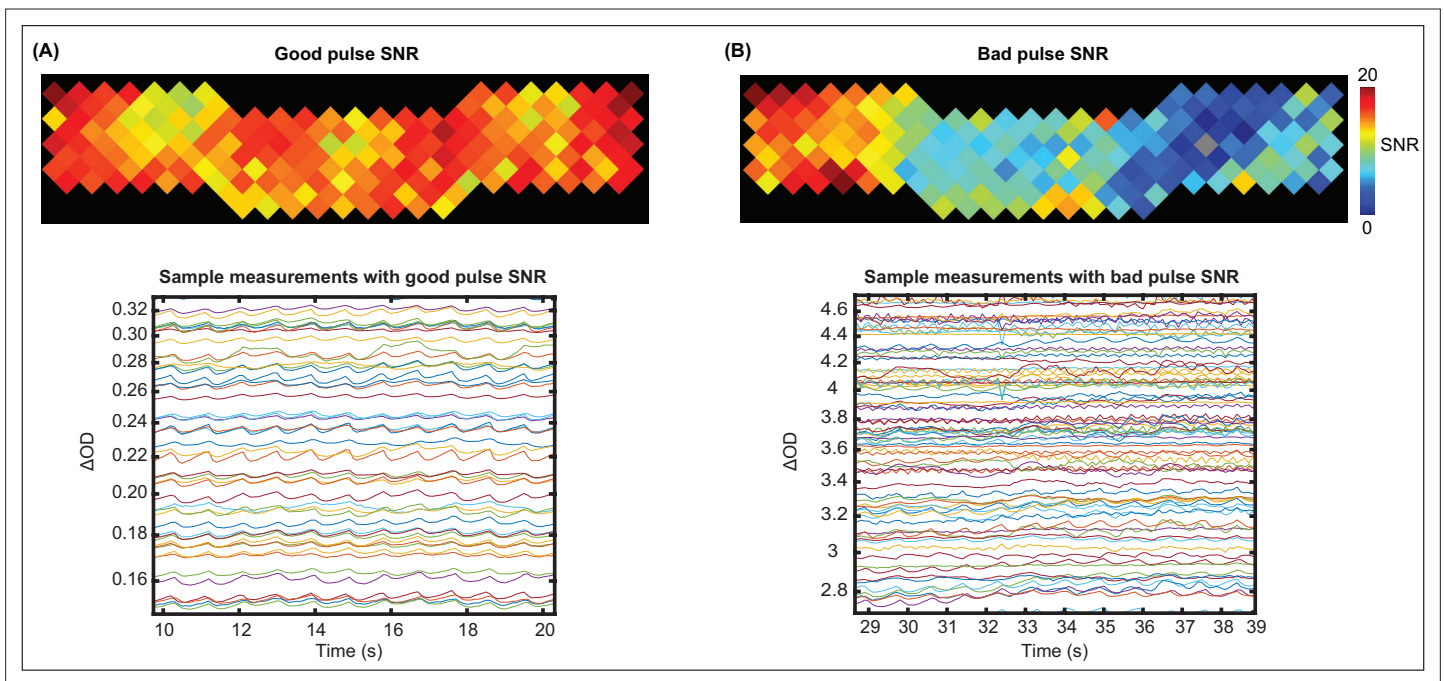 (A)
Good pulse SNR
(B)
Bad pulse SNR
20
SNR
0
Sample measurements with good pulse SNR
0.32
0.30
0.28
0.26
0.24
0.22
0.20
0.18
0.16
ΔOD
10 12 14 16 18 20
Time (s)
Sample measurements with bad pulse SNR
4.6
4.4
4.2
4
3.8
3.6
3.4
3.2
3
2.8
ΔOD
29 30 31 32 33 34 35 36 37 38 39
Time (s)